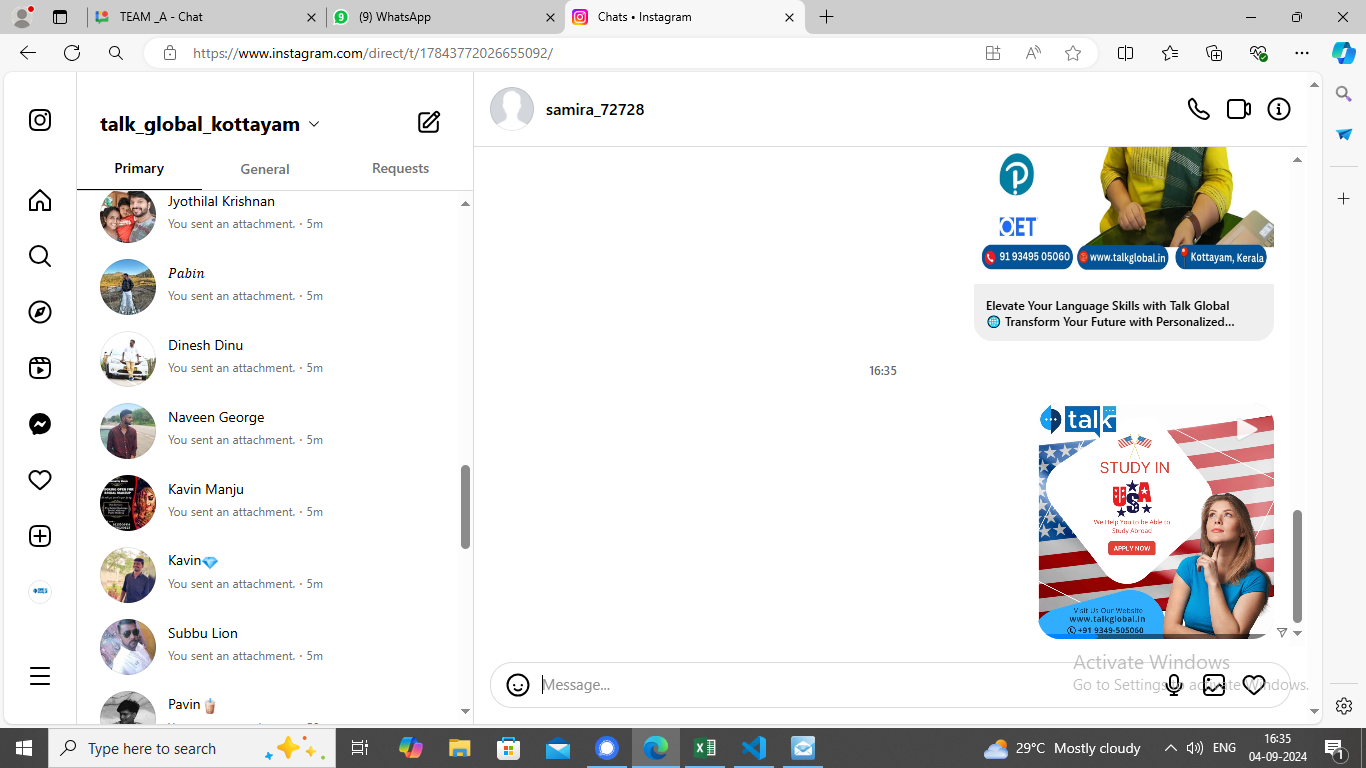 TEAM _A - Chat
(9) WhatsApp
Chats • Instagram
https://www.instagram.com/direct/t/17843772026655092/
talk_global_kottayam
Primary
General
Requests
Jyothilal Krishnan
You sent an attachment. · 5m
Pabin
You sent an attachment. · 5m
Dinesh Dinu
You sent an attachment. · 5m
Naveen George
You sent an attachment. · 5m
Kavin Manju
You sent an attachment. · 5m
Kavin💎
You sent an attachment. · 5m
Subbu Lion
You sent an attachment. · 5m
Pavin🧋
samira_72728
OET
91 93495 05060
www.talkglobal.in
Kottayam, Kerala
Elevate Your Language Skills with Talk Global
🌐 Transform Your Future with Personalized...
16:35
talk
STUDY IN
USA
We Help You to be Able to
Study Abroad
APPLY NOW
Visit Us Our Website
www.talkglobal.in
+91 9349-505060
Message...
Activate Windows
Go to Settings to activate Windows.
Type here to search
29°C Mostly cloudy
ENG
16:35
04-09-2024
1